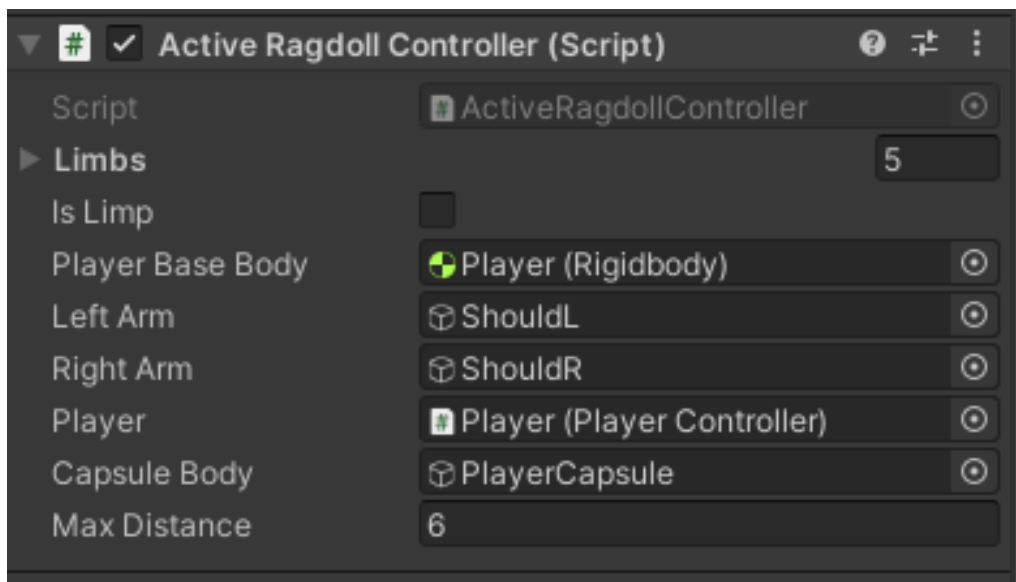 # Active Ragdoll Controller (Script)
Script # ActiveRagdollController
Limbs 5
Is Limp
Player Base Body Player (Rigidbody)
Left Arm ShouldL
Right Arm ShouldR
Player # Player (Player Controller)
Capsule Body PlayerCapsule
Max Distance 6